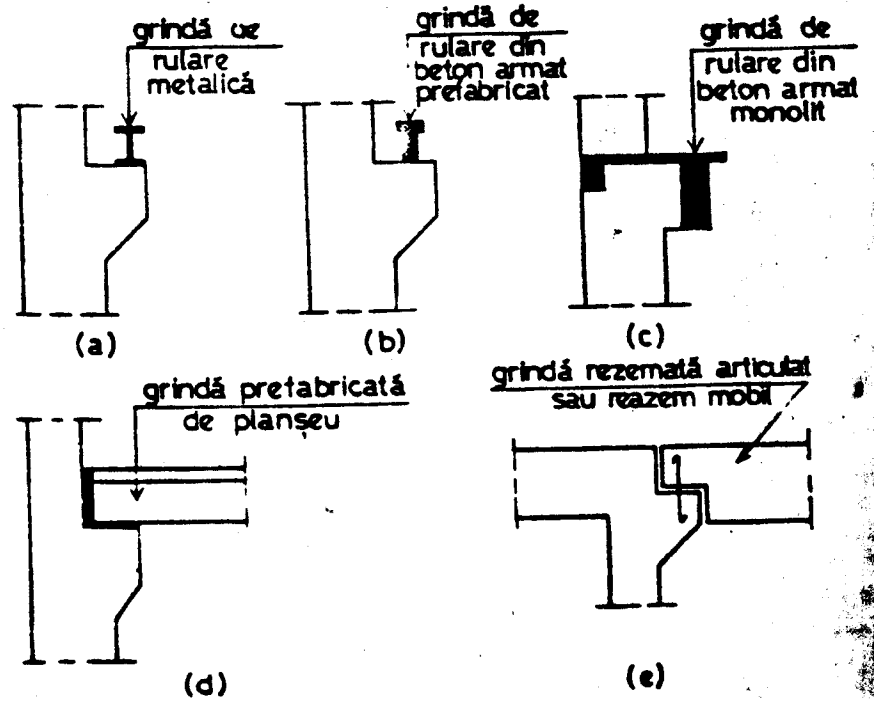 grindă de
rulare
metalică
grindă de
rulare din
beton armat
prefabricat
grindă de
rulare din
beton armat
monolit
(a)
(b)
(c)
grindă prefabricată
de planșeu
grindă rezemată articulat
sau reazem mobil
(d)
(e)